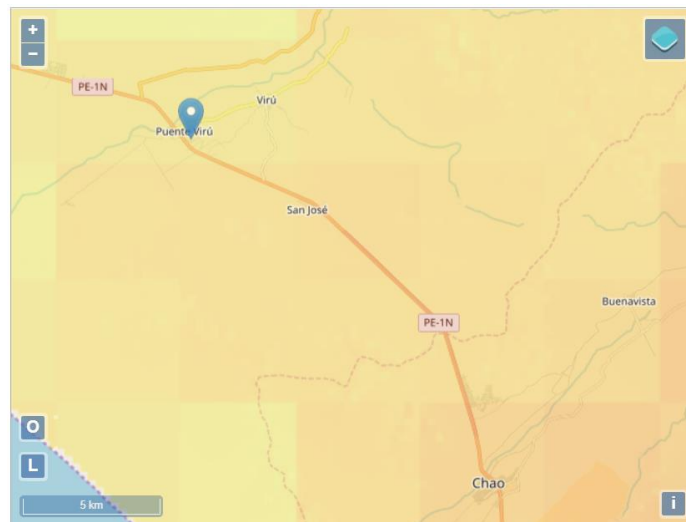 +
−
PE-1N
Virú
Puente Virú
San José
Buenavista
PE-1N
O
L
Chao
5 km
i